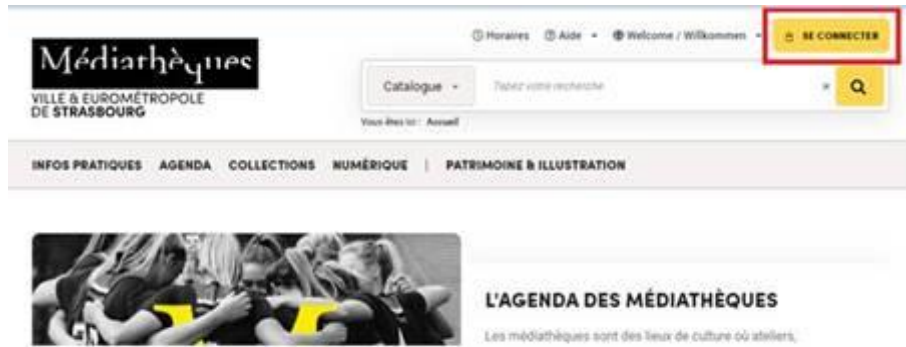 Horaires Aide Welcome / Willkommen SE CONNECTER
Médiathèques
VILLE & EUROMÉTROPOLE
DE STRASBOURG
Catalogue Tapez votre recherche
Vous êtes ici : Accueil
INFOS PRATIQUES AGENDA COLLECTIONS NUMÉRIQUE | PATRIMOINE & ILLUSTRATION
L'AGENDA DES MÉDIATHÈQUES
Les médiathèques sont des lieux de culture où ateliers,